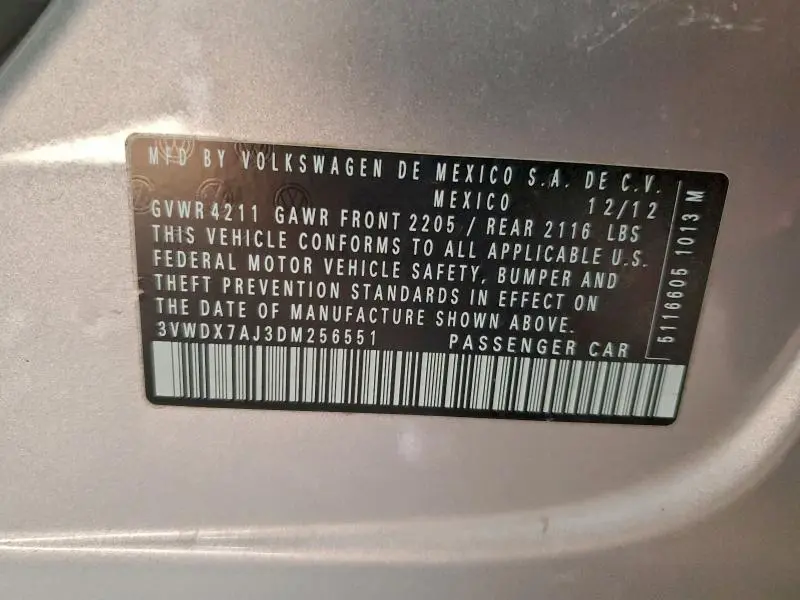 MFD BY VOLKSWAGEN DE MEXICO S.A. DE C.V.
MEXICO 12/12
GVWR 4211 GAWR FRONT 2205 / REAR 2116 LBS
THIS VEHICLE CONFORMS TO ALL APPLICABLE U.S.
FEDERAL MOTOR VEHICLE SAFETY, BUMPER AND
THEFT PREVENTION STANDARDS IN EFFECT ON
THE DATE OF MANUFACTURE SHOWN ABOVE.
3VWDX7AJ3DM256551 PASSENGER CAR
5116605 1013 M